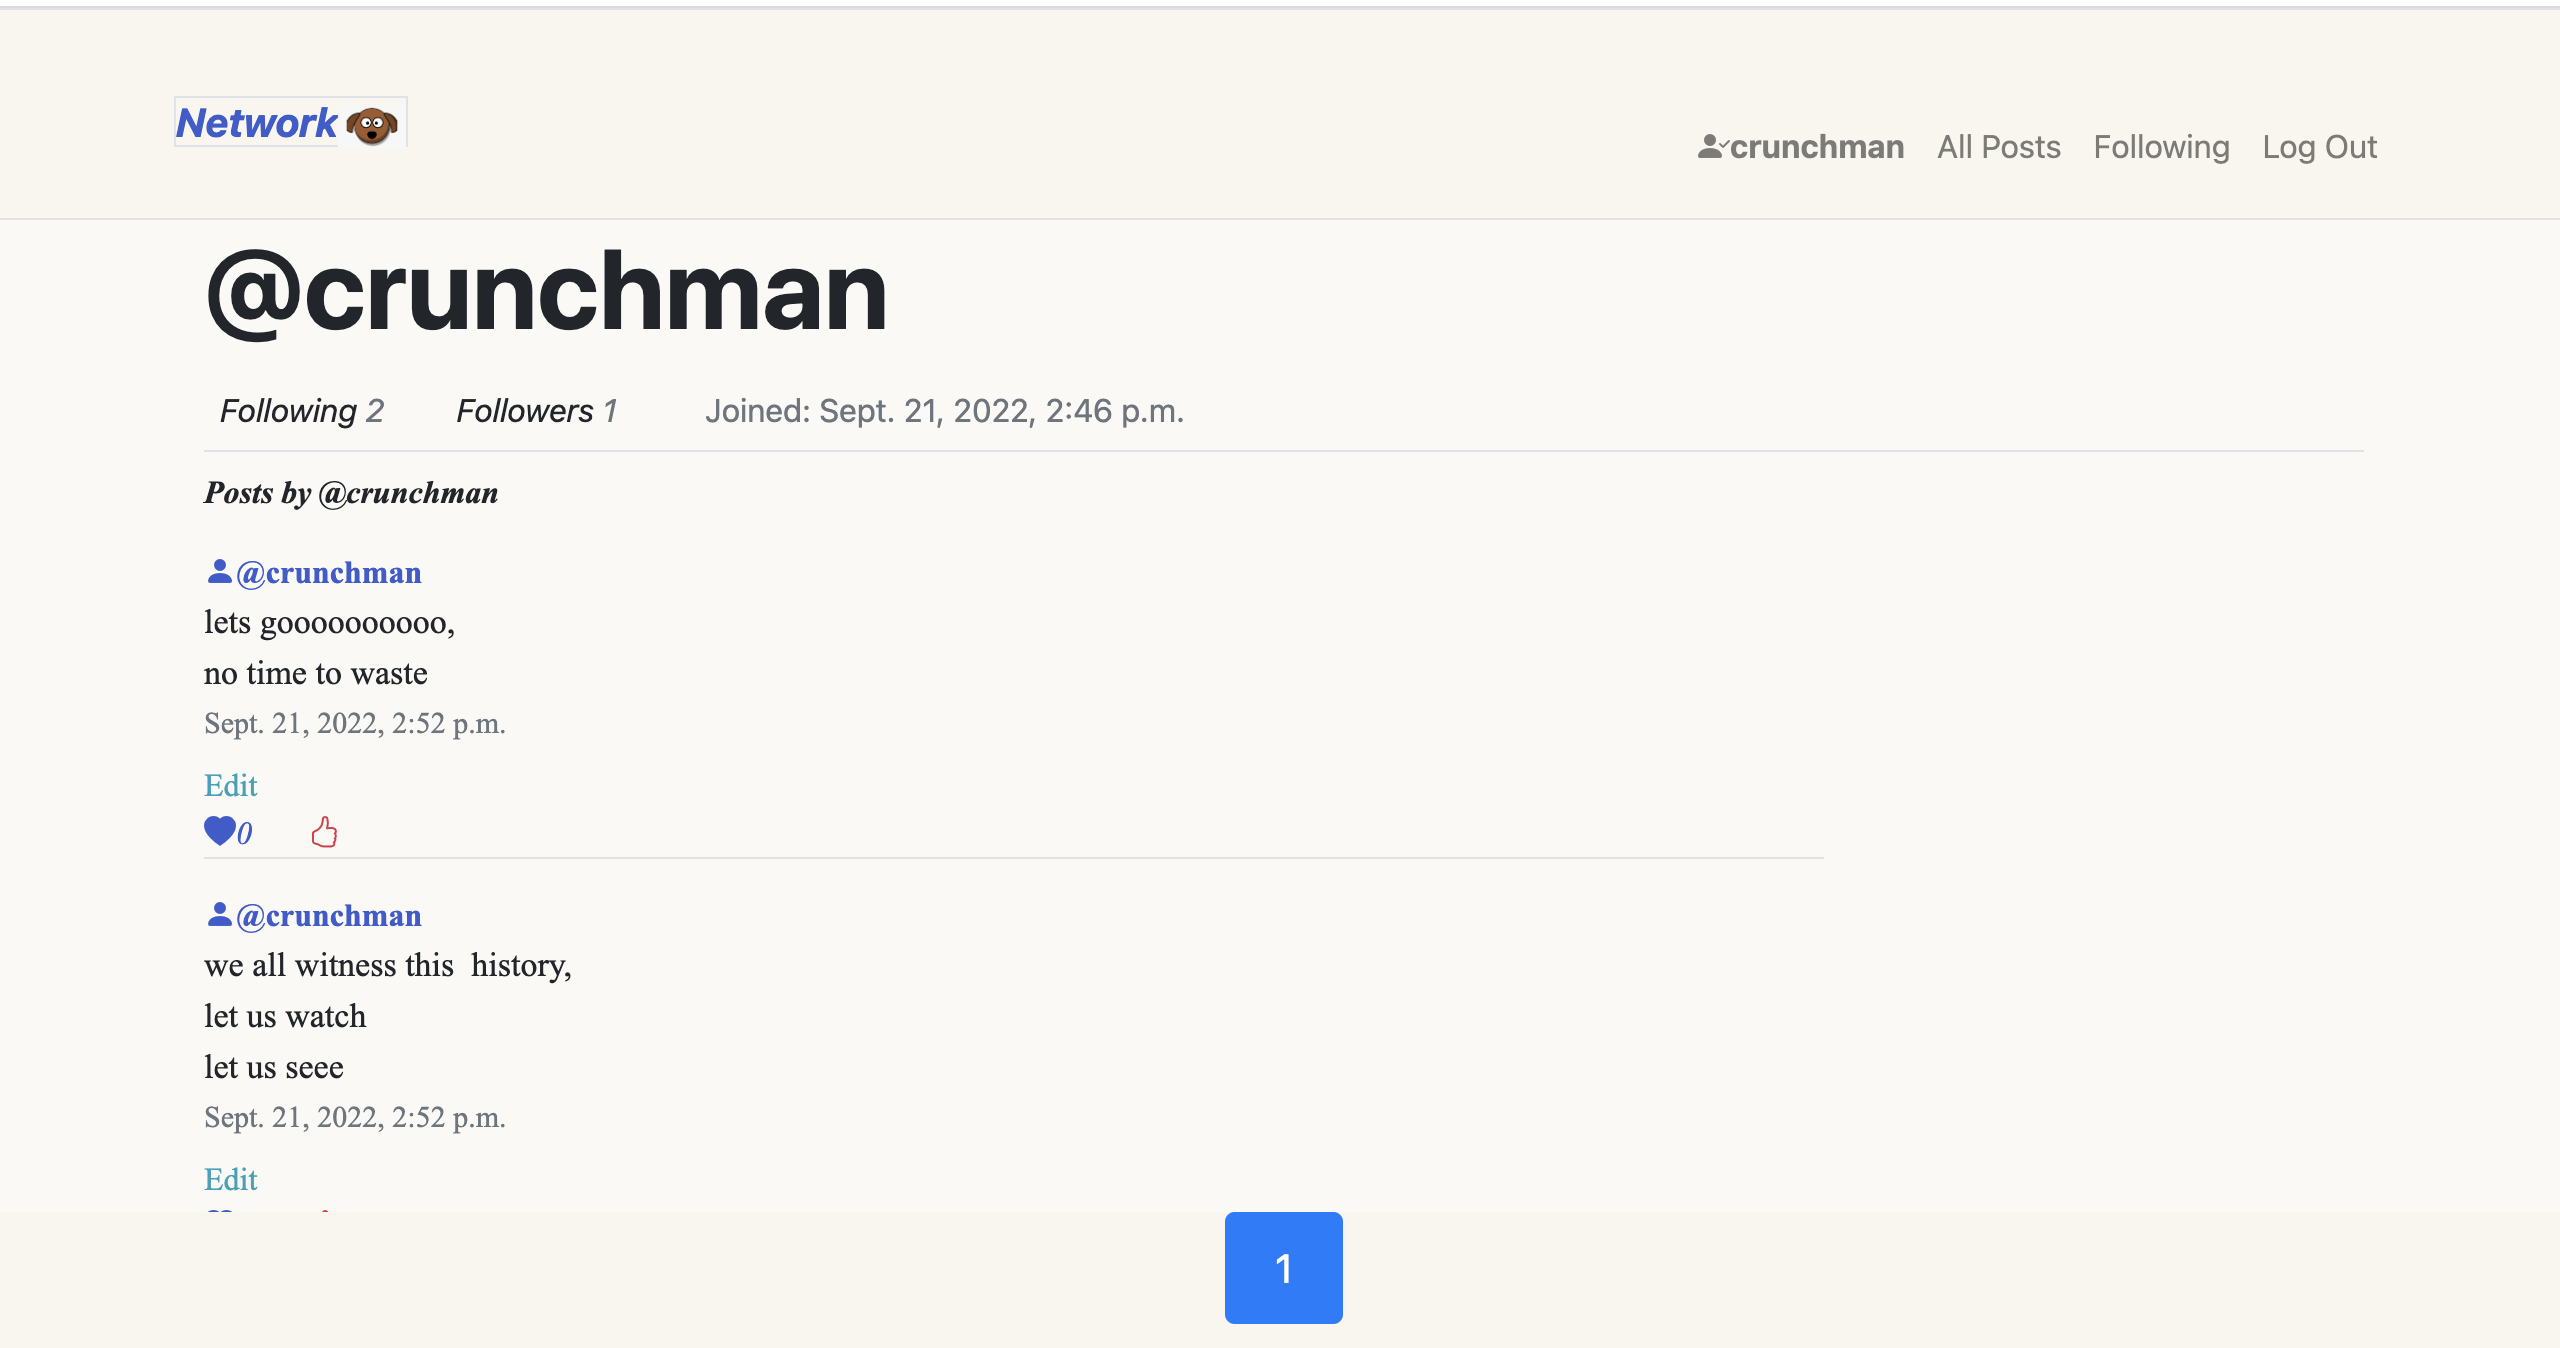 Network
crunchman All Posts Following Log Out
@crunchman
Following 2 Followers 1 Joined: Sept. 21, 2022, 2:46 p.m.
Posts by @crunchman
@crunchman
lets goooooooooo,
no time to waste
Sept. 21, 2022, 2:52 p.m.
Edit
0
@crunchman
we all witness this  history,
let us watch
let us seee
Sept. 21, 2022, 2:52 p.m.
Edit
1